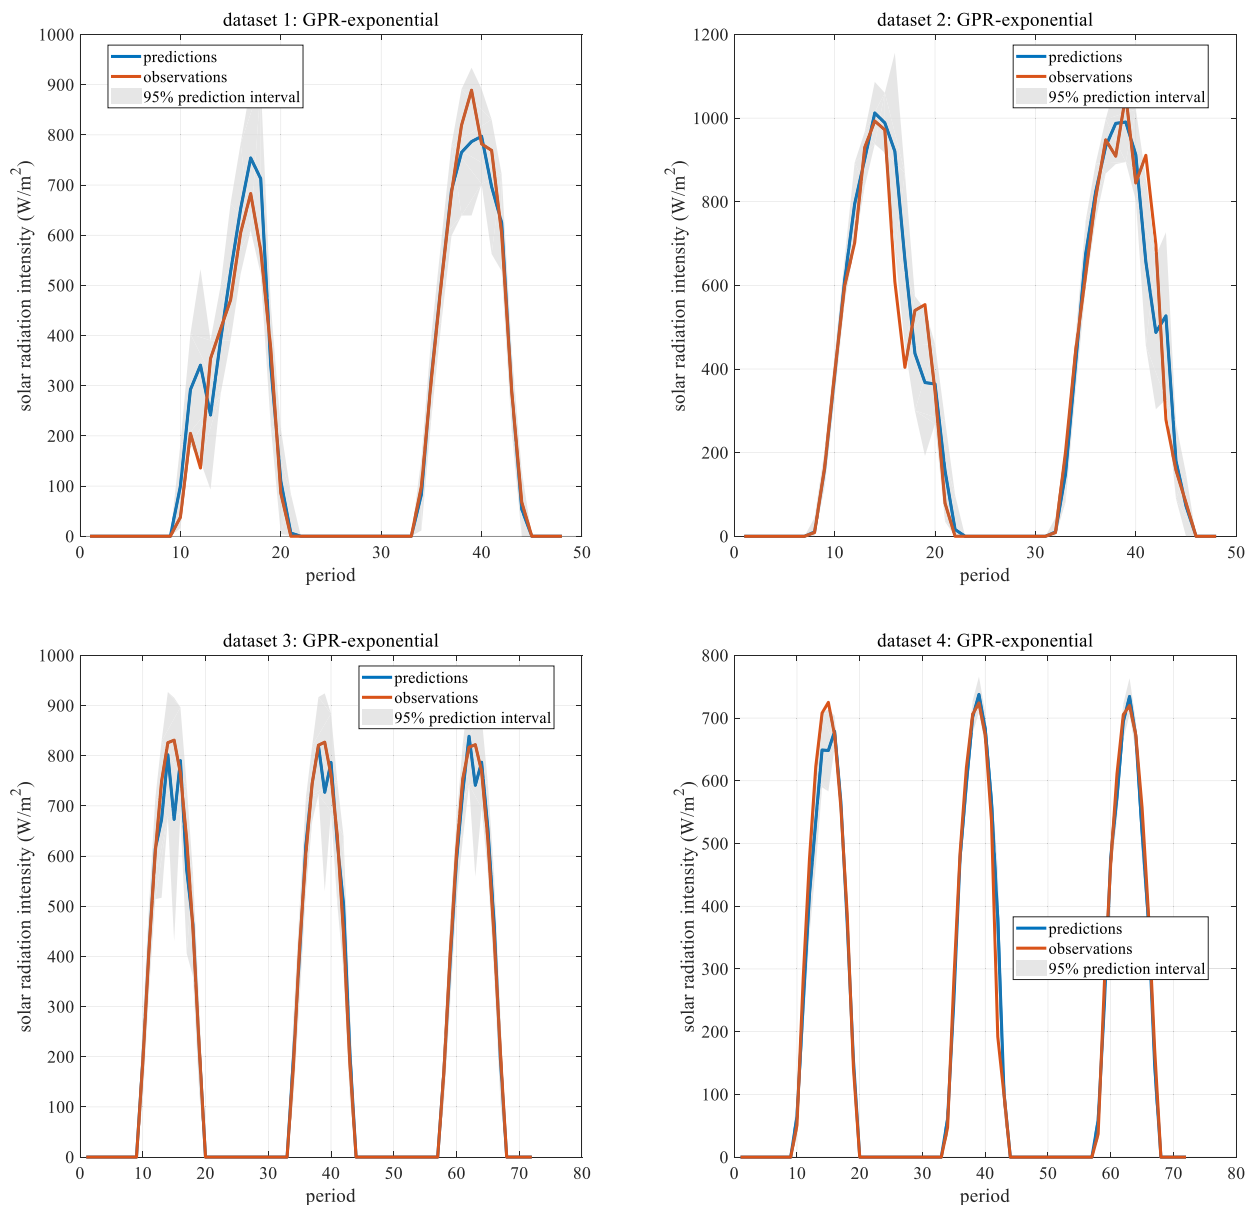 dataset 1: GPR-exponential
1000
900
800
700
600
500
400
300
200
100
0
solar radiation intensity (W/m2)
predictions
observations
95% prediction interval
0 10 20 30 40 50
period
dataset 2: GPR-exponential
1200
1000
800
600
400
200
0
solar radiation intensity (W/m2)
predictions
observations
95% prediction interval
0 10 20 30 40 50
period
dataset 3: GPR-exponential
1000
900
800
700
600
500
400
300
200
100
0
solar radiation intensity (W/m2)
predictions
observations
95% prediction interval
0 10 20 30 40 50 60 70 80
period
dataset 4: GPR-exponential
800
700
600
500
400
300
200
100
0
solar radiation intensity (W/m2)
predictions
observations
95% prediction interval
0 10 20 30 40 50 60 70 80
period